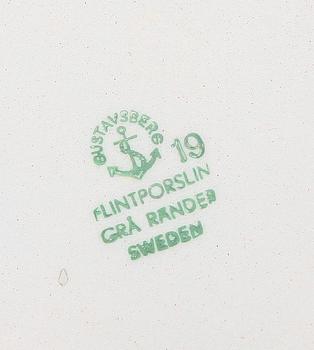 GUSTAVSBERG
19
FLINTPORSLIN
GRÅ RANDER
SWEDEN